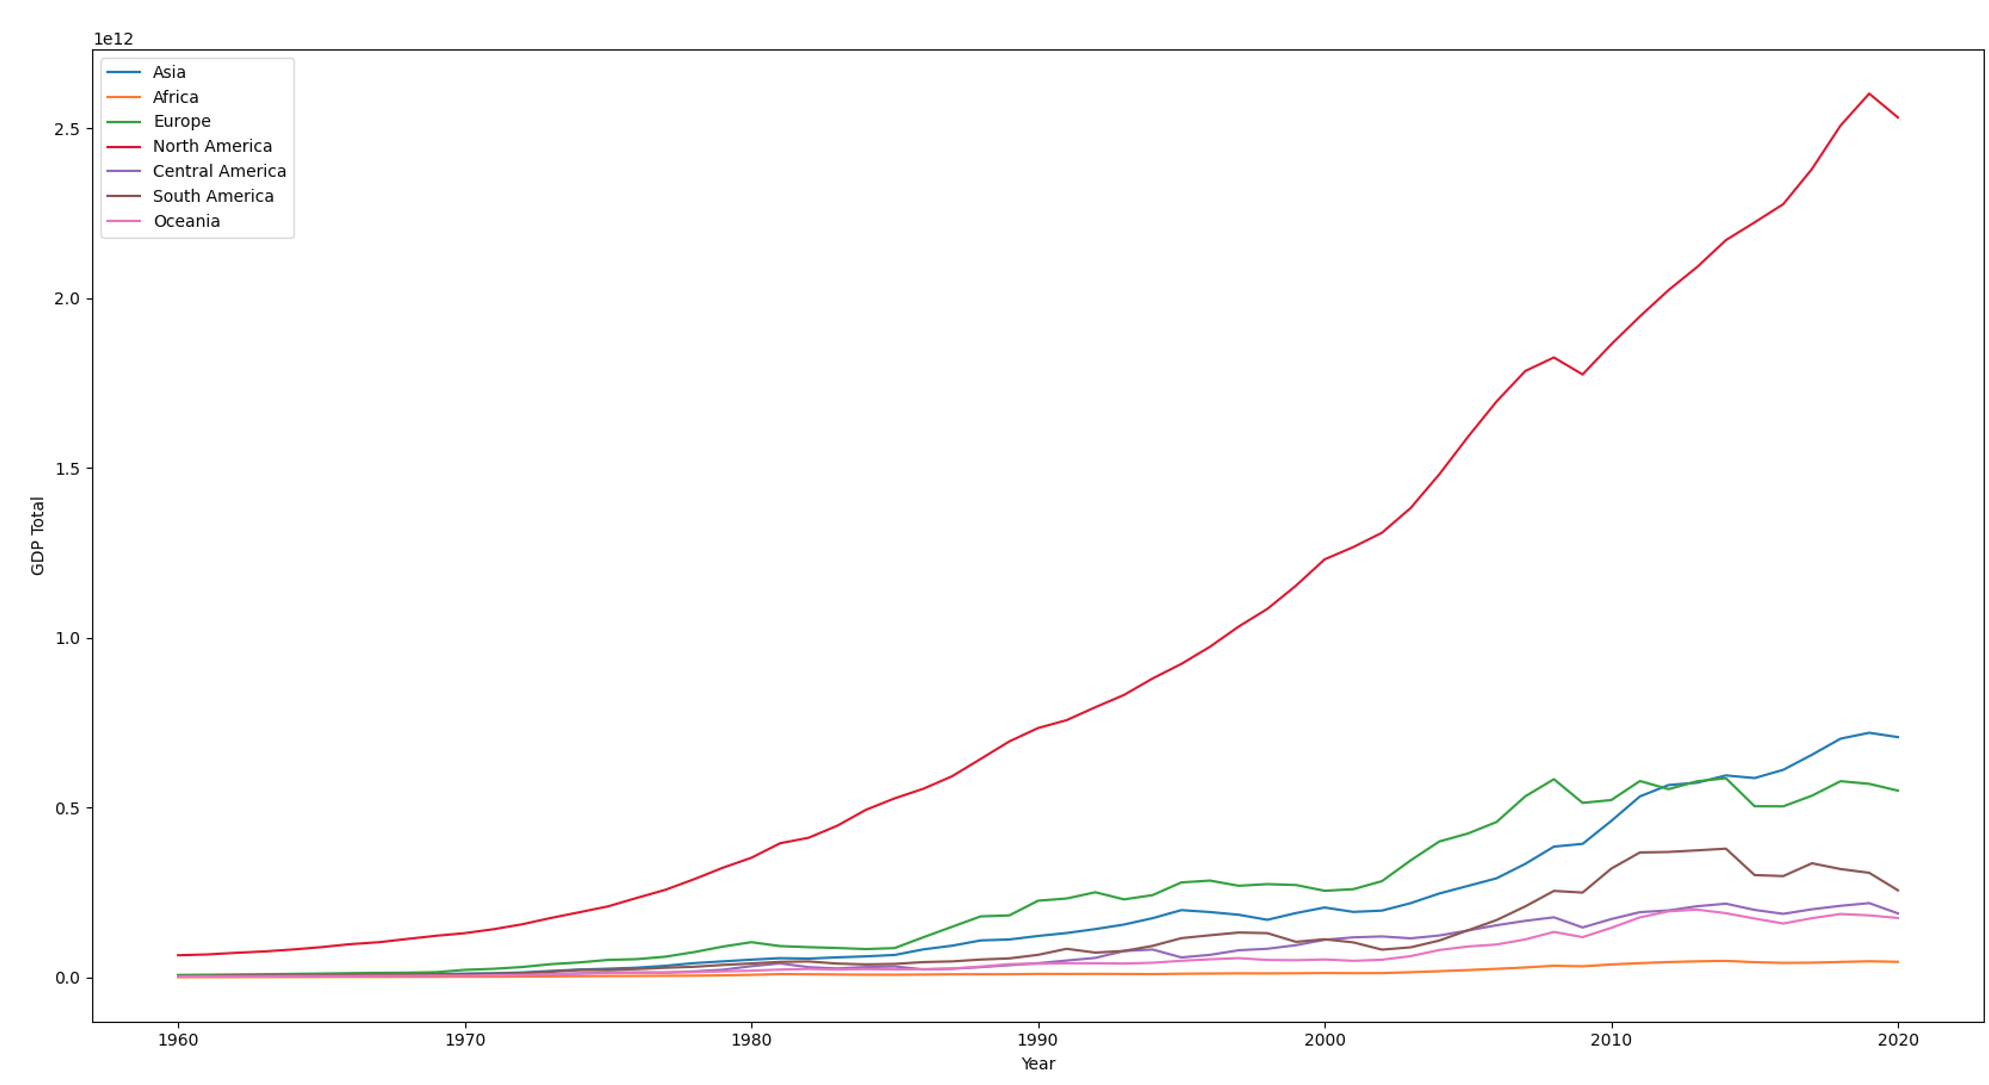 1e12
Asia
Africa
Europe
North America
Central America
South America
Oceania
2.5
2.0
1.5
1.0
0.5
0.0
GDP Total
1960 1970 1980 1990 2000 2010 2020
Year